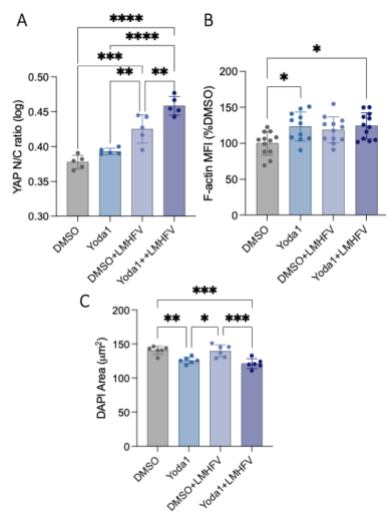 A
B
****
****
***
**
**
YAP N/C ratio (log)
0.50
0.45
0.40
0.35
0.30
DMSO
Yoda1
DMSO+LMHFV
Yoda1++LMHFV
*
*
F-actin MFI (%DMSO)
200
150
100
50
0
DMSO
Yoda1
DMSO+LMHFV
Yoda1+LMHFV
C
***
**
*
***
DAPI Area (μm²)
200
150
100
50
0
DMSO
Yoda1
DMSO+LMHFV
Yoda1+LMHFV